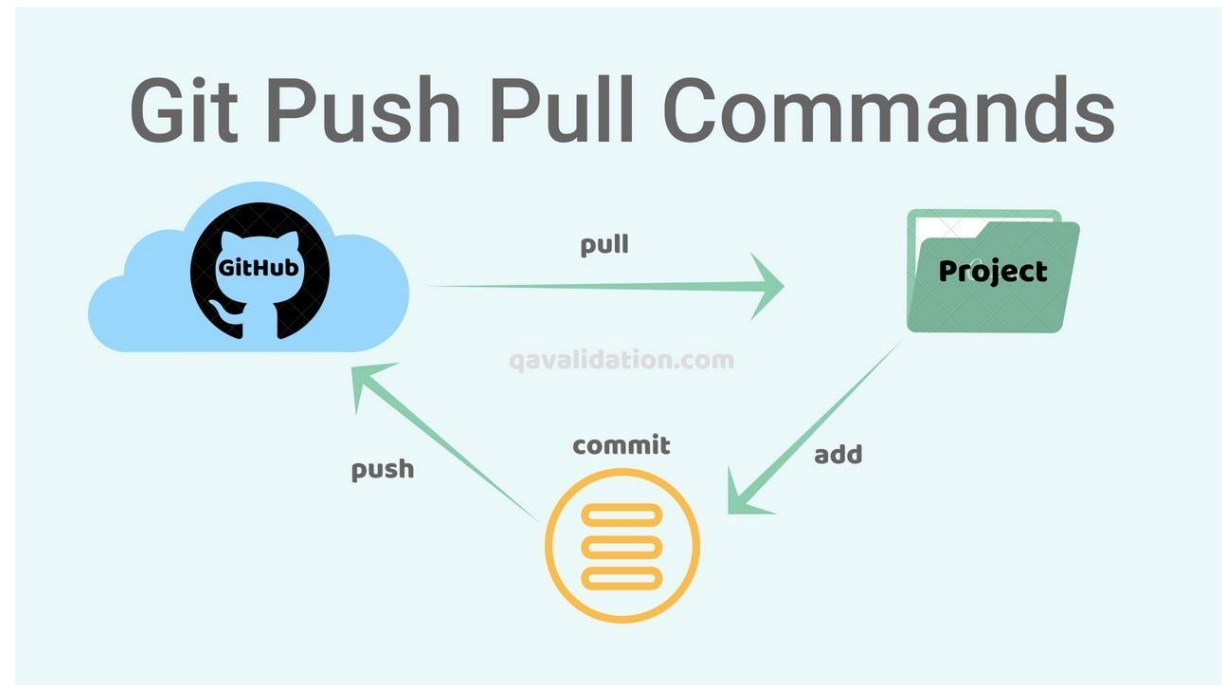 Git Push Pull Commands
GitHub
pull
Project
qavalidation.com
commit
push
add